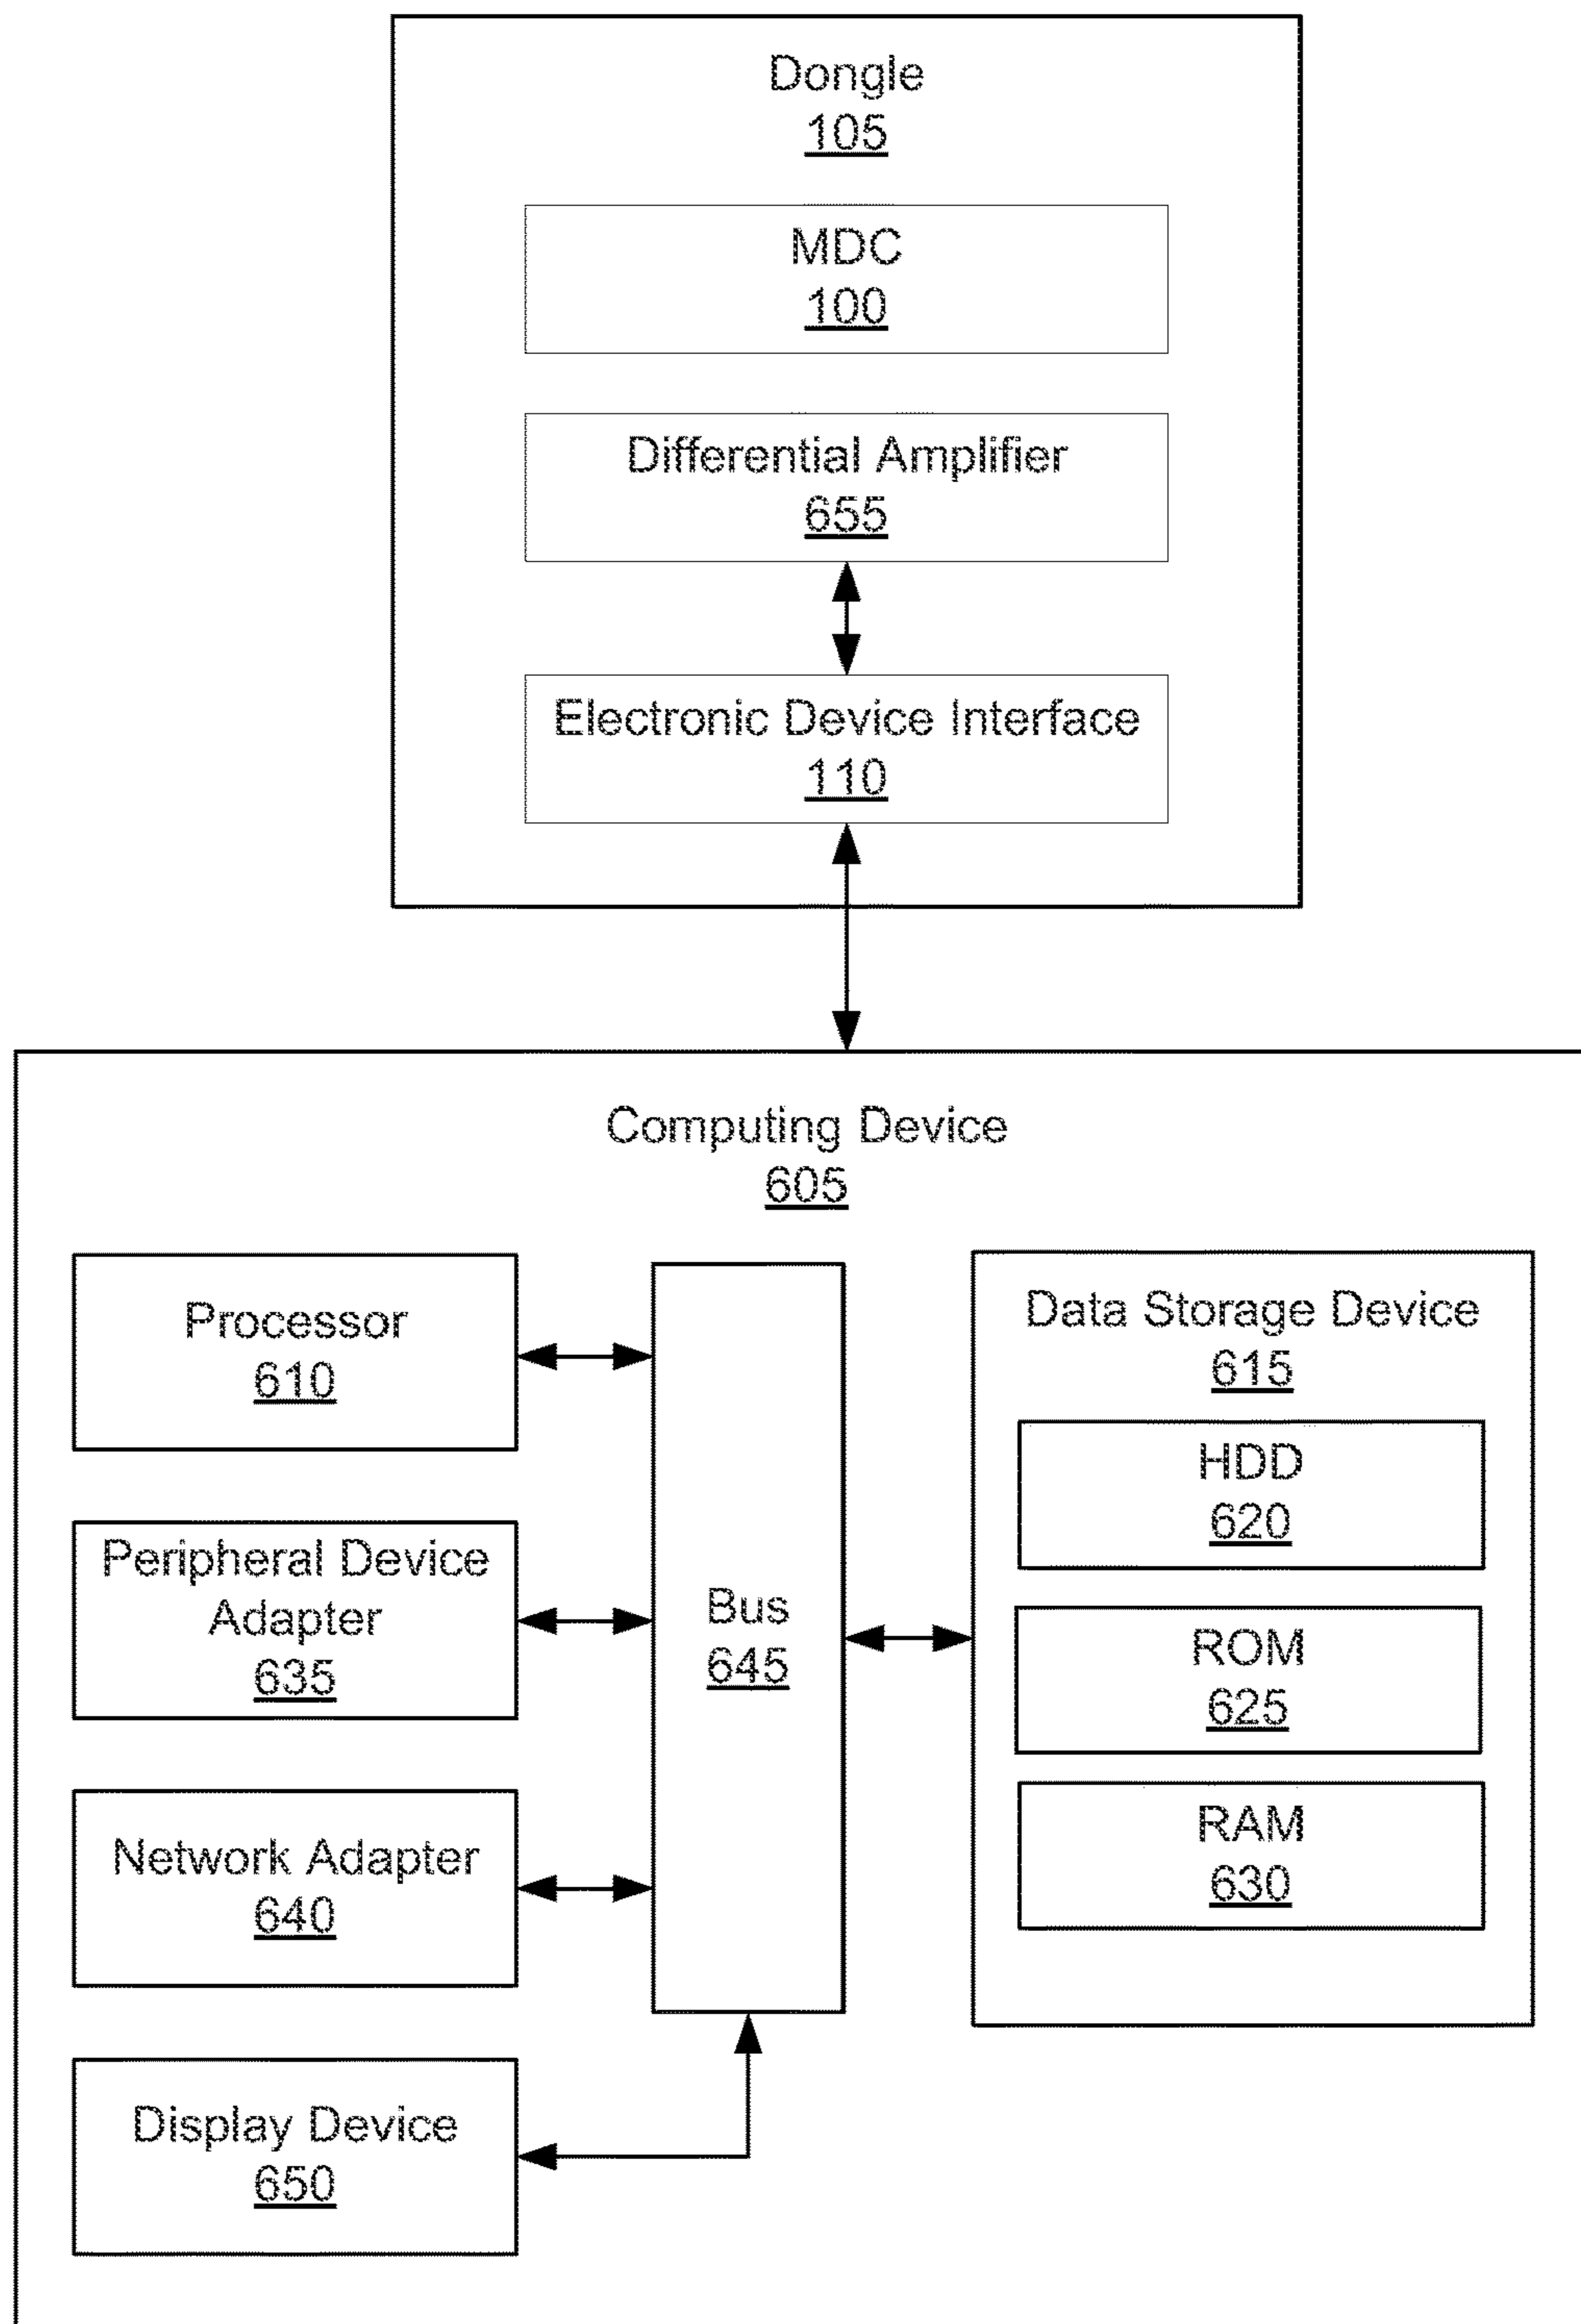 Dongle
105
MDC
100
Differential Amplifier
655
Electronic Device Interface
110
Computing Device
605
Processor
610
Peripheral Device
Adapter
635
Network Adapter
640
Display Device
650
Bus
645
Data Storage Device
615
HDD
620
ROM
625
RAM
630